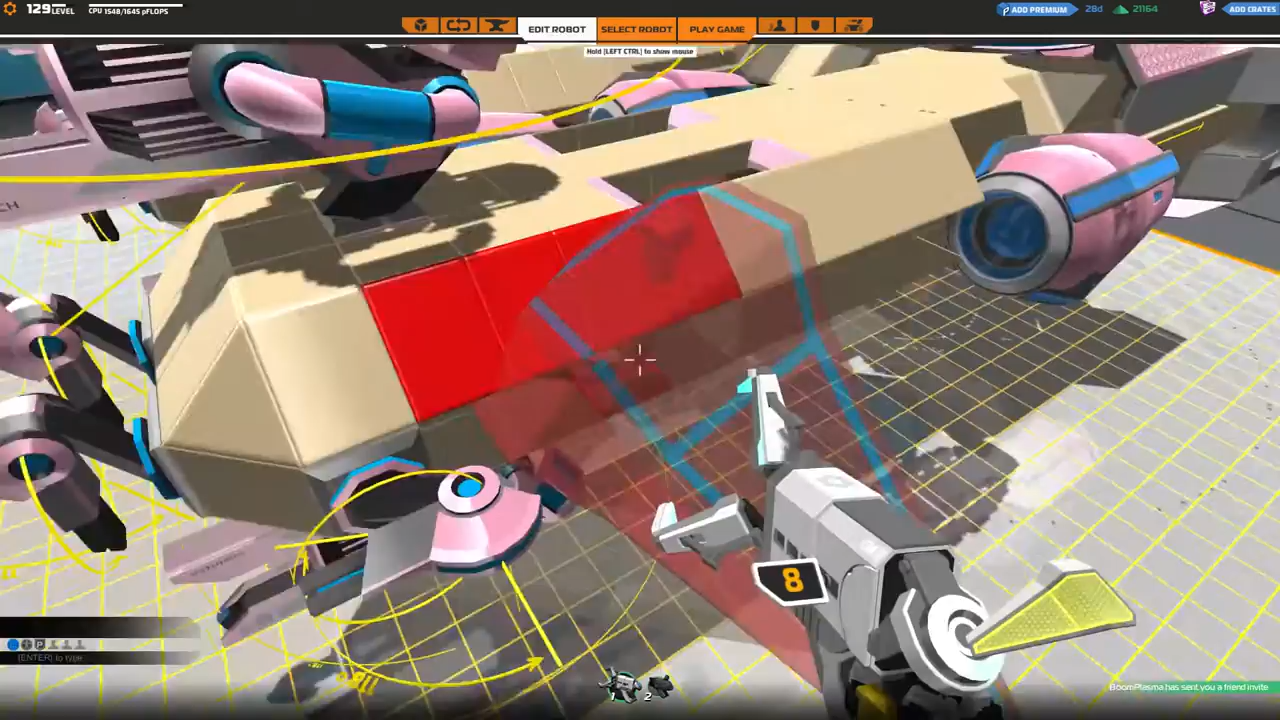 129 LEVEL
CPU 1548/1645 pFLOPS
EDIT ROBOT
SELECT ROBOT
PLAY GAME
ADD PREMIUM
28d
21164
ADD CRATES
Hold [LEFT CTRL] to show mouse
8
1
2
P
[ENTER] to type
BoomPlasma has sent you a friend invite